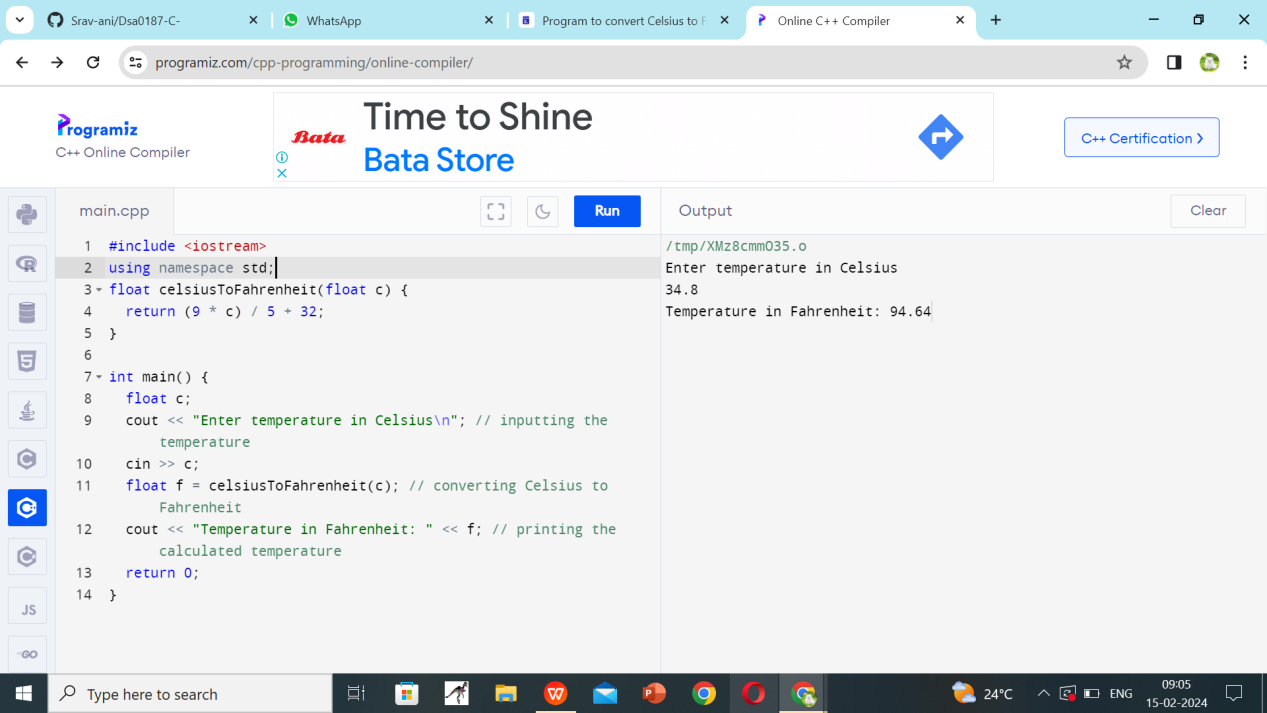 Srav-ani/Dsa0187-C-
WhatsApp
Program to convert Celsius to F
Online C++ Compiler
programiz.com/cpp-programming/online-compiler/
Programiz
C++ Online Compiler
Bata
Time to Shine
Bata Store
C++ Certification
main.cpp
Run
Output
Clear
1 #include <iostream>
2 using namespace std;
3 float celsiusToFahrenheit(float c) {
4 return (9 * c) / 5 + 32;
5 }
6
7 int main() {
8 float c;
9 cout << "Enter temperature in Celsius\n"; // inputting the
temperature
10 cin >> c;
11 float f = celsiusToFahrenheit(c); // converting Celsius to
Fahrenheit
12 cout << "Temperature in Fahrenheit: " << f; // printing the
calculated temperature
13 return 0;
14 }
/tmp/XMz8cmmO35.o
Enter temperature in Celsius
34.8
Temperature in Fahrenheit: 94.64
JS
GO
Type here to search
24°C
ENG
09:05
15-02-2024